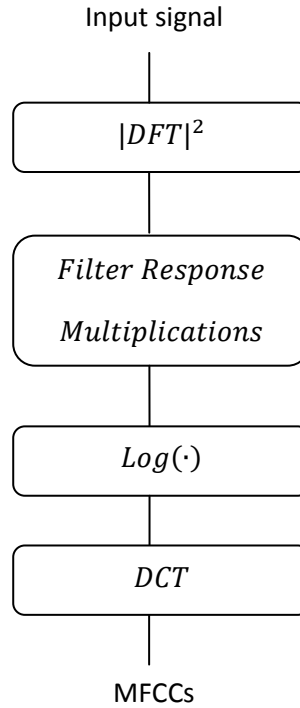 Input signal
|DFT|²
Filter Response
Multiplications
Log(·)
DCT
MFCCs